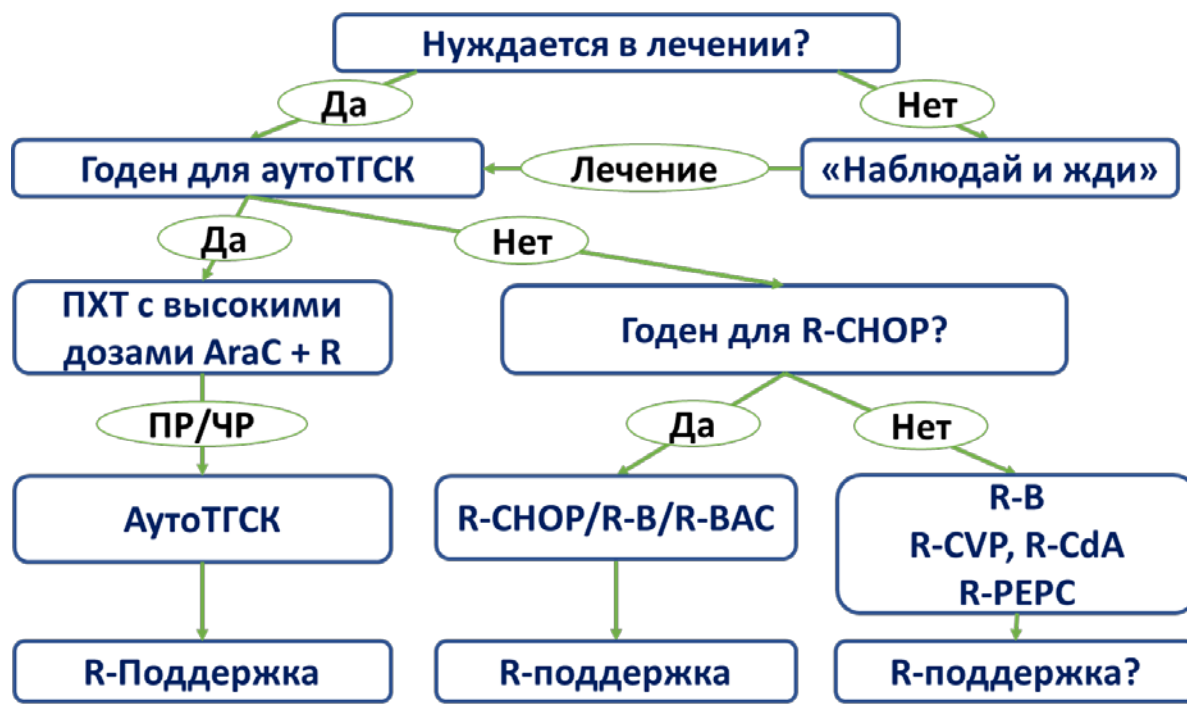 Нуждается в лечении?
Да
Нет
Годен для аутоТГСК
Лечение
«Наблюдай и жди»
Да
Нет
ПХТ с высокими
дозами AraC + R
Годен для R-CHOP?
ПР/ЧР
Да
Нет
АутоТГСК
R-CHOP/R-B/R-BAC
R-B
R-CVP, R-CdA
R-PEPC
R-Поддержка
R-поддержка
R-поддержка?